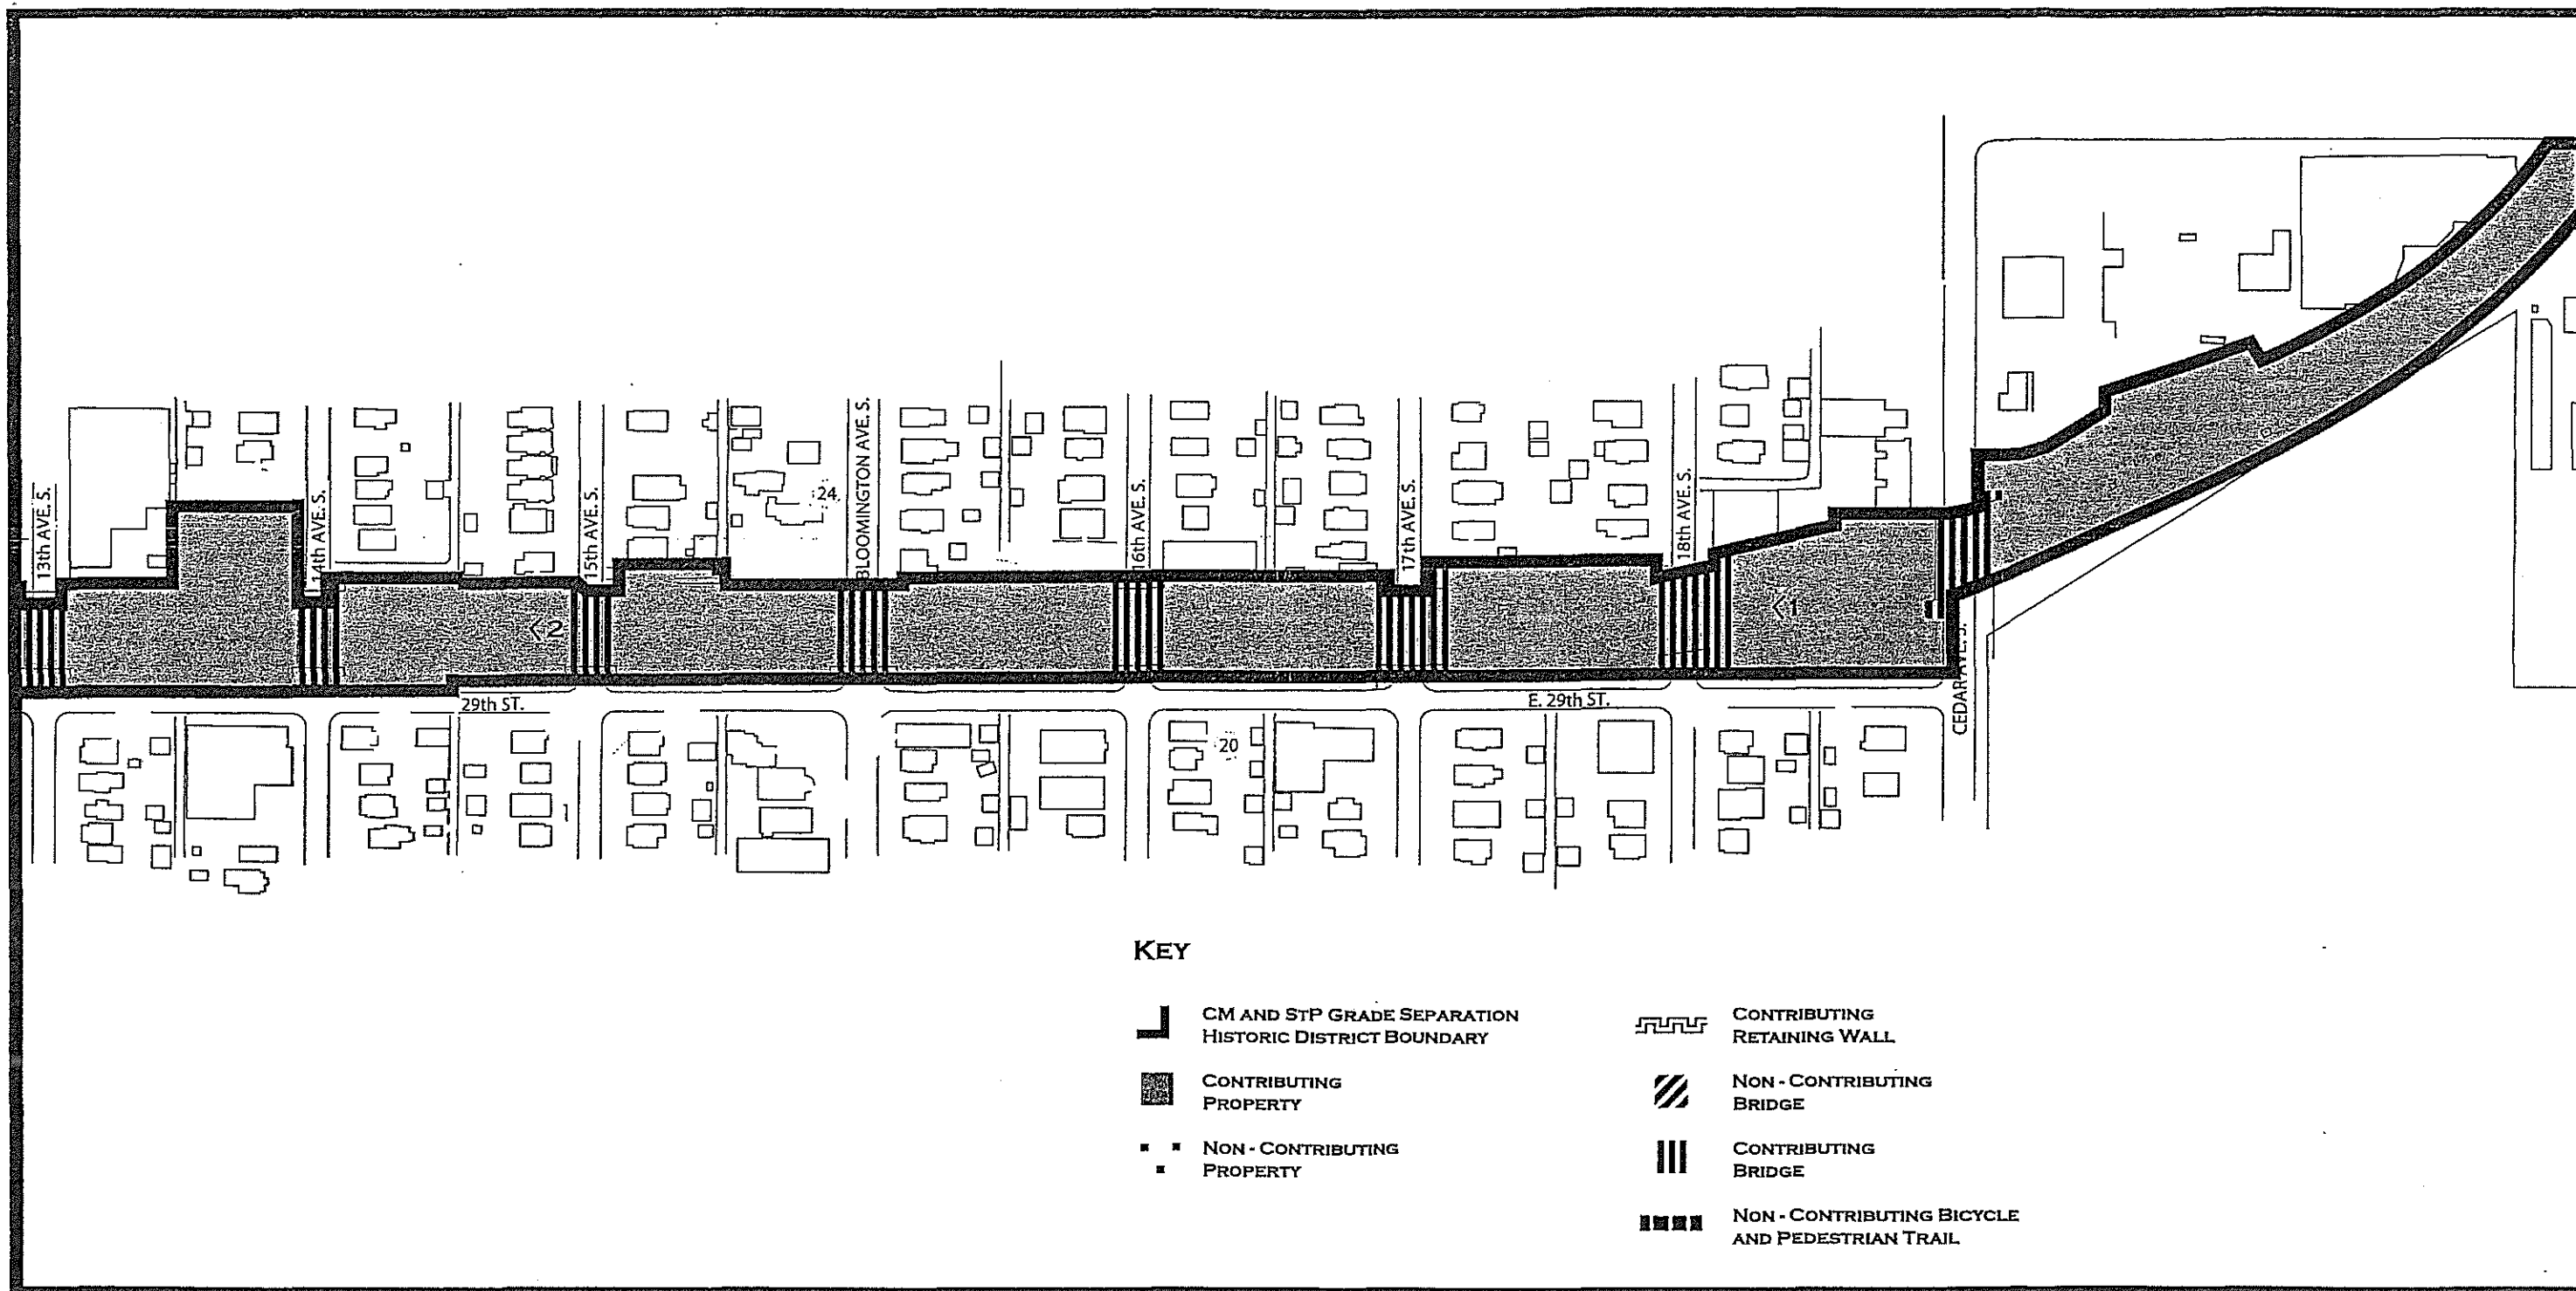 13th AVE. S.
14th AVE. S.
15th AVE. S.
BLOOMINGTON AVE. S.
16th AVE. S.
17th AVE. S.
18th AVE. S.
CEDAR AVE. S.
24
2
1
29th ST.
E. 29th ST.
20
KEY
CM AND STP GRADE SEPARATION
HISTORIC DISTRICT BOUNDARY
CONTRIBUTING
PROPERTY
NON - CONTRIBUTING
PROPERTY
CONTRIBUTING
RETAINING WALL
NON - CONTRIBUTING
BRIDGE
CONTRIBUTING
BRIDGE
NON - CONTRIBUTING BICYCLE
AND PEDESTRIAN TRAIL